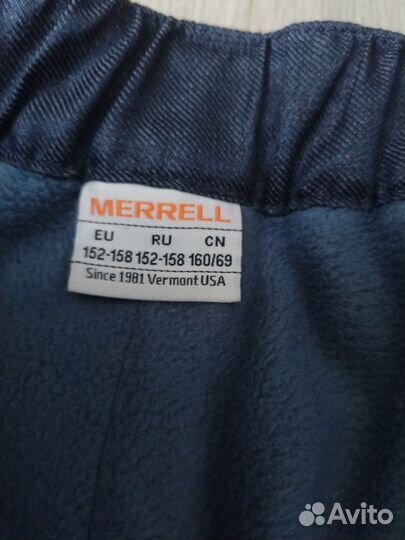 MERRELL
EU RU CN
152-158 152-158 160/69
Since 1981 Vermont USA
Avito